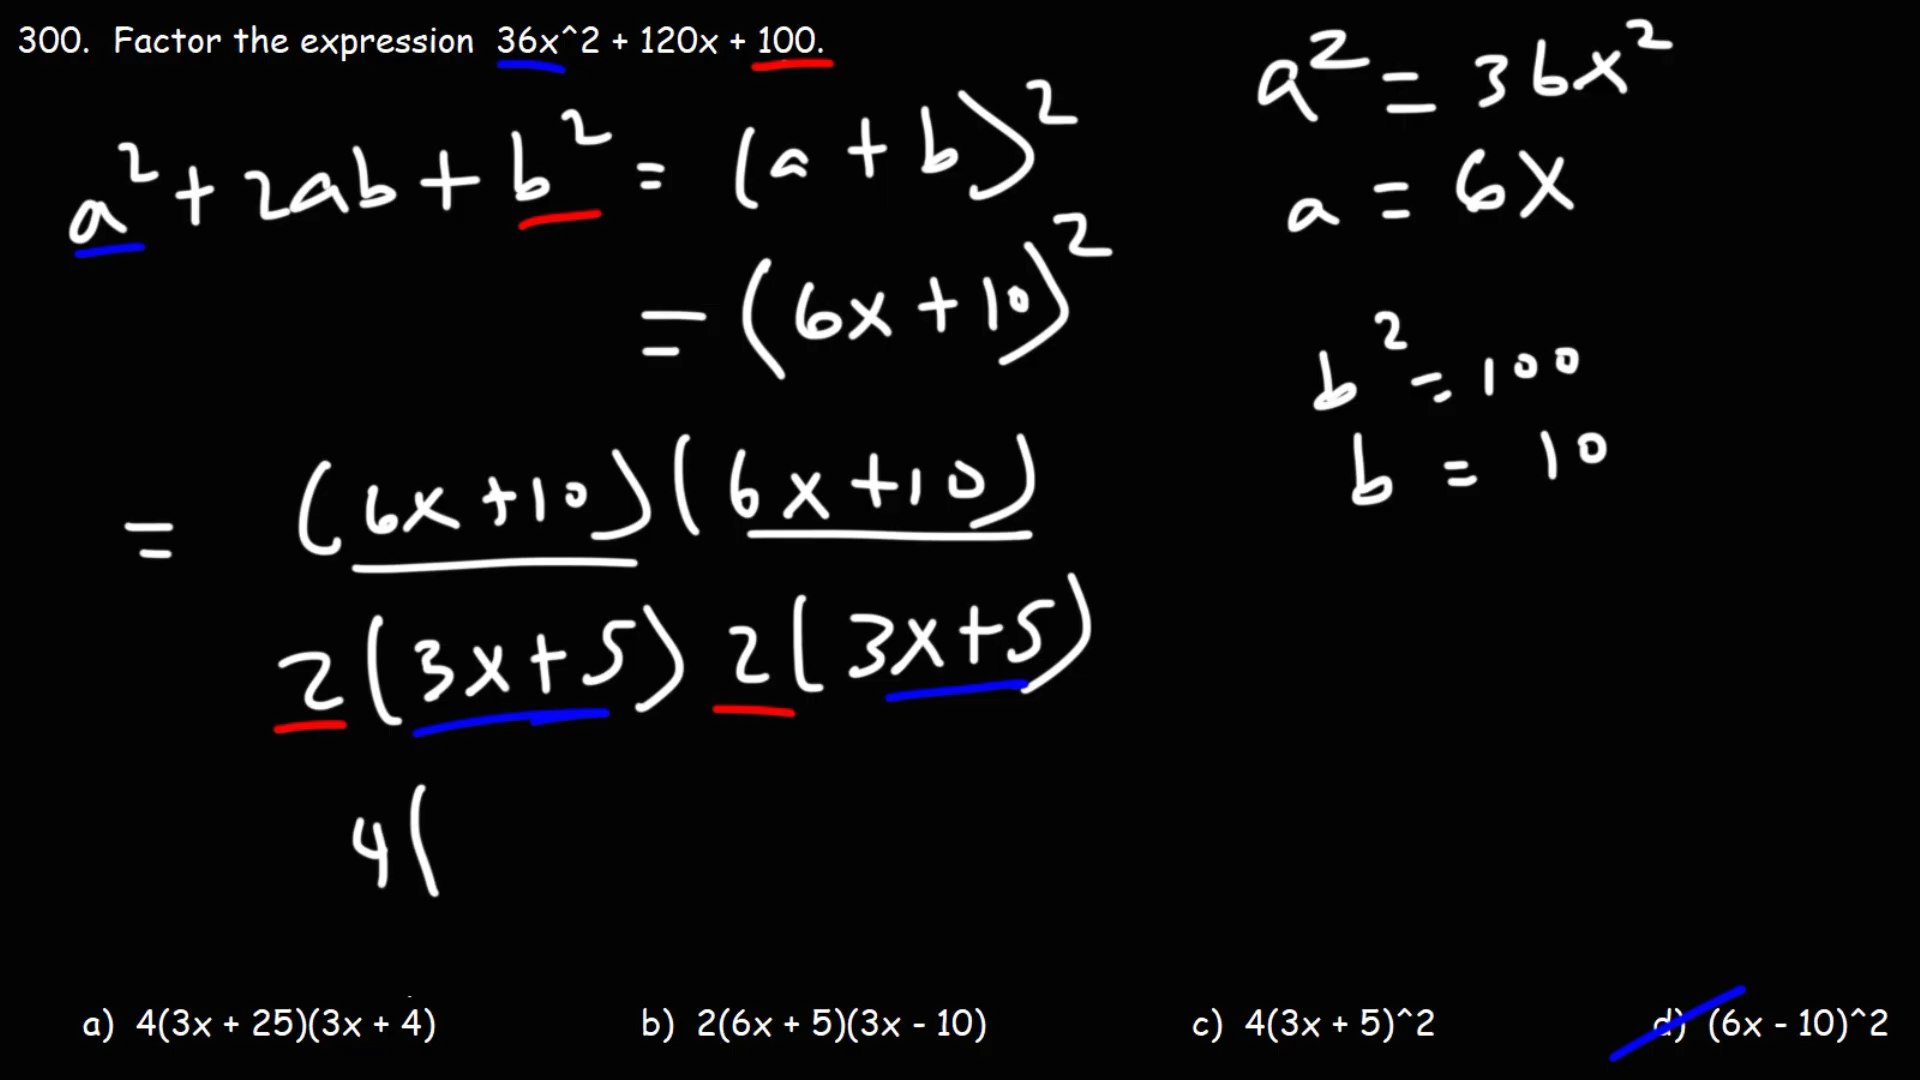 300. Factor the expression 36x^2 + 120x + 100.
a² + 2ab + b² = (a + b)²
= (6x + 10)²
= (6x + 10)(6x + 10)
2(3x + 5) 2(3x + 5)
4(
a² = 36x²
a = 6x
b² = 100
b = 10
a) 4(3x + 25)(3x + 4)
b) 2(6x + 5)(3x - 10)
c) 4(3x + 5)^2
d) (6x - 10)^2